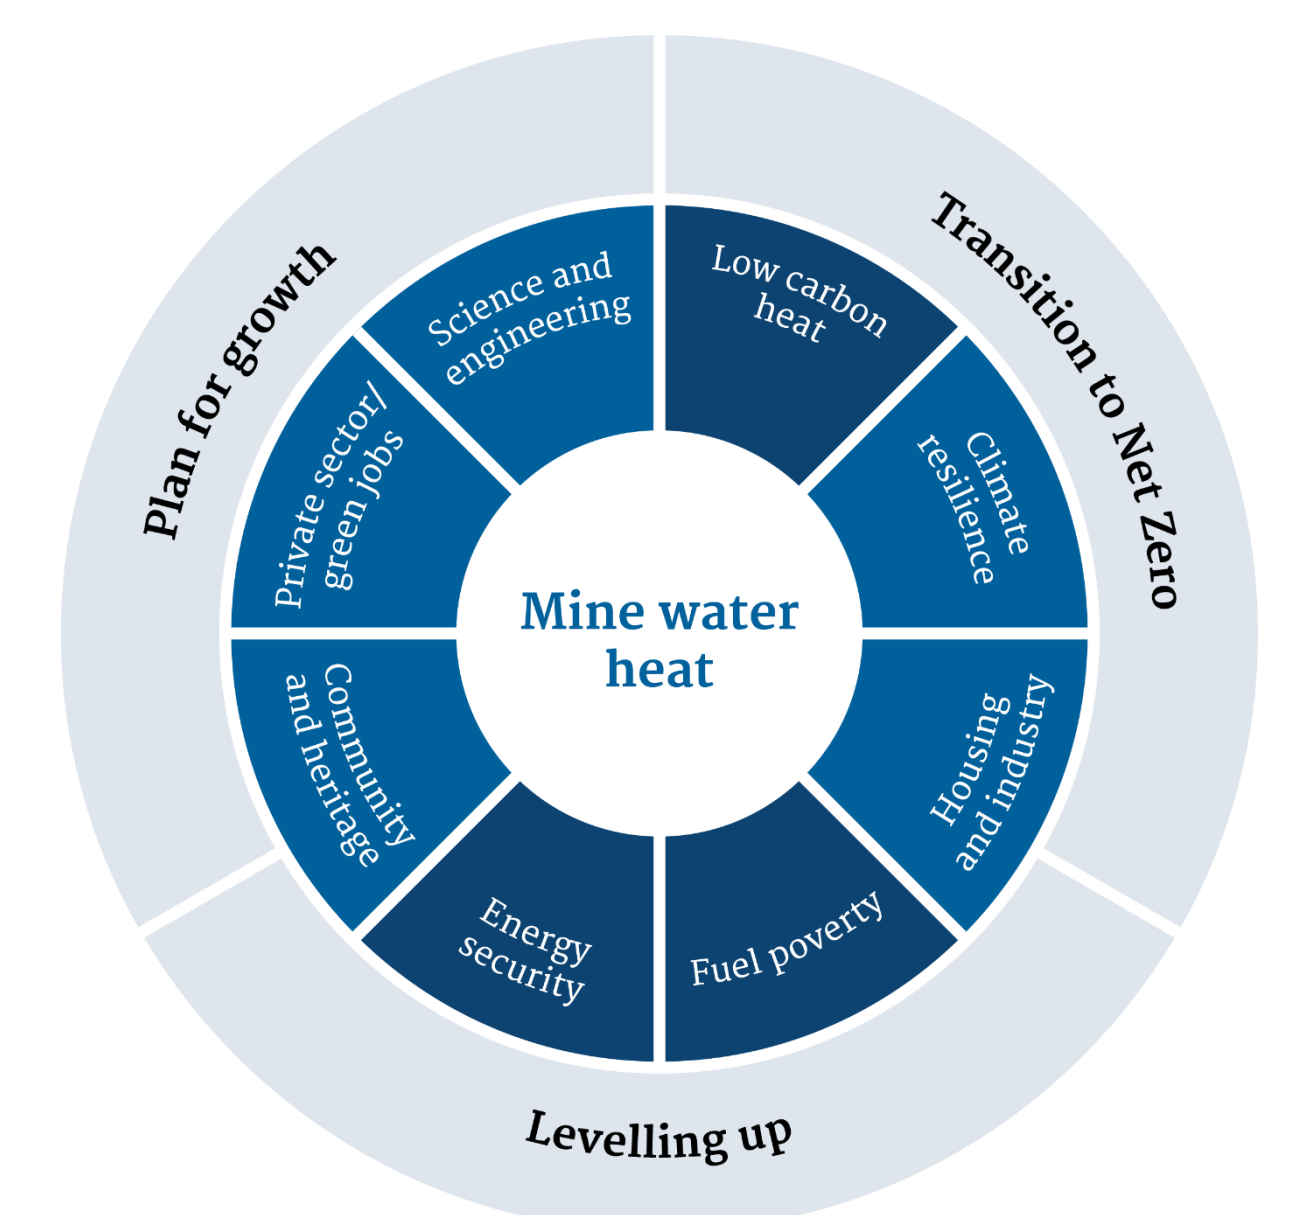 Plan for growth
Transition to Net Zero
Levelling up
Science and
engineering
Low carbon
heat
Climate
resilience
Housing
and industry
Fuel poverty
Energy
security
Community
and heritage
Private sector/
green jobs
Mine water
heat